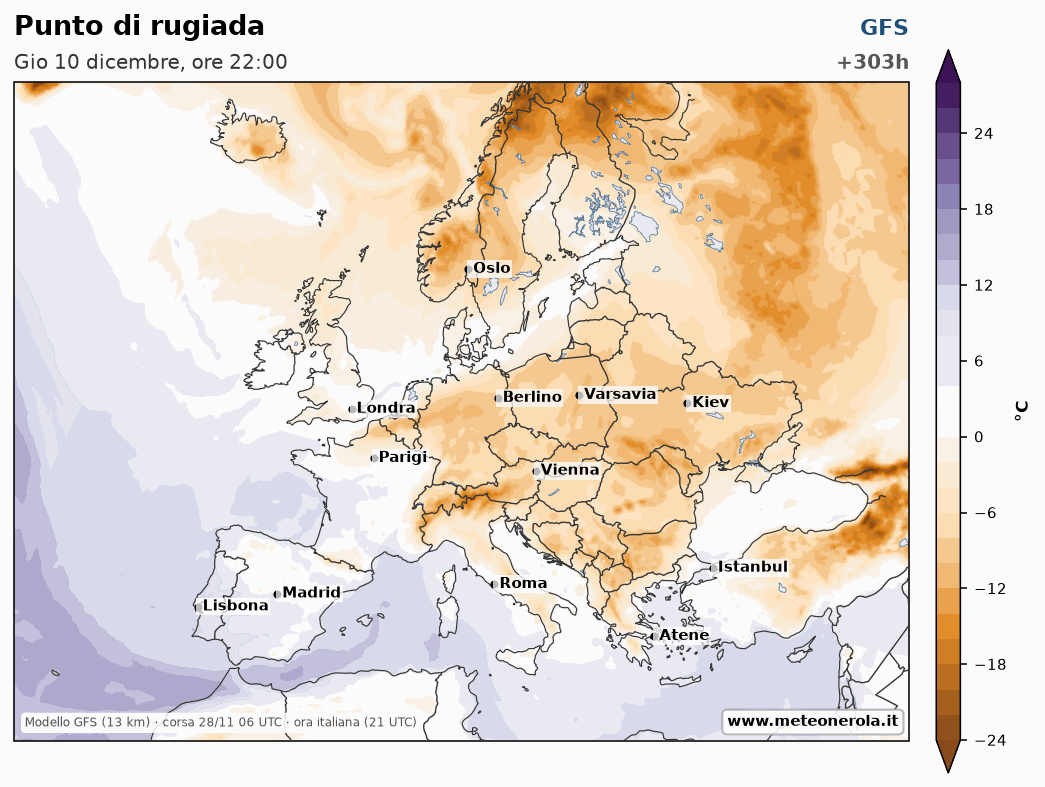 Punto di rugiada
GFS
Gio 10 dicembre, ore 22:00
+303h
Oslo
Berlino
Varsavia
Kiev
Londra
Parigi
Vienna
Istanbul
Roma
Madrid
Lisbona
Atene
Modello GFS (13 km) · corsa 28/11 06 UTC · ora italiana (21 UTC)
www.meteonerola.it
24
18
12
6
0
−6
−12
−18
−24
°C